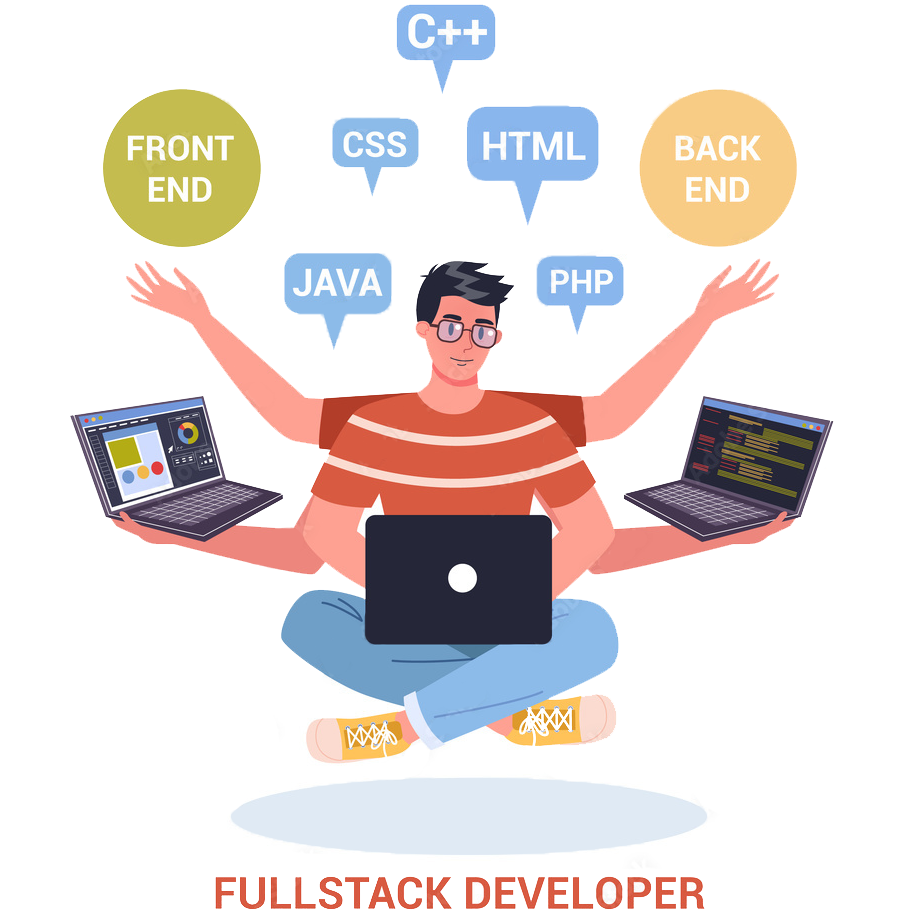 C++
CSS
HTML
FRONT
END
BACK
END
JAVA
PHP
FULLSTACK DEVELOPER